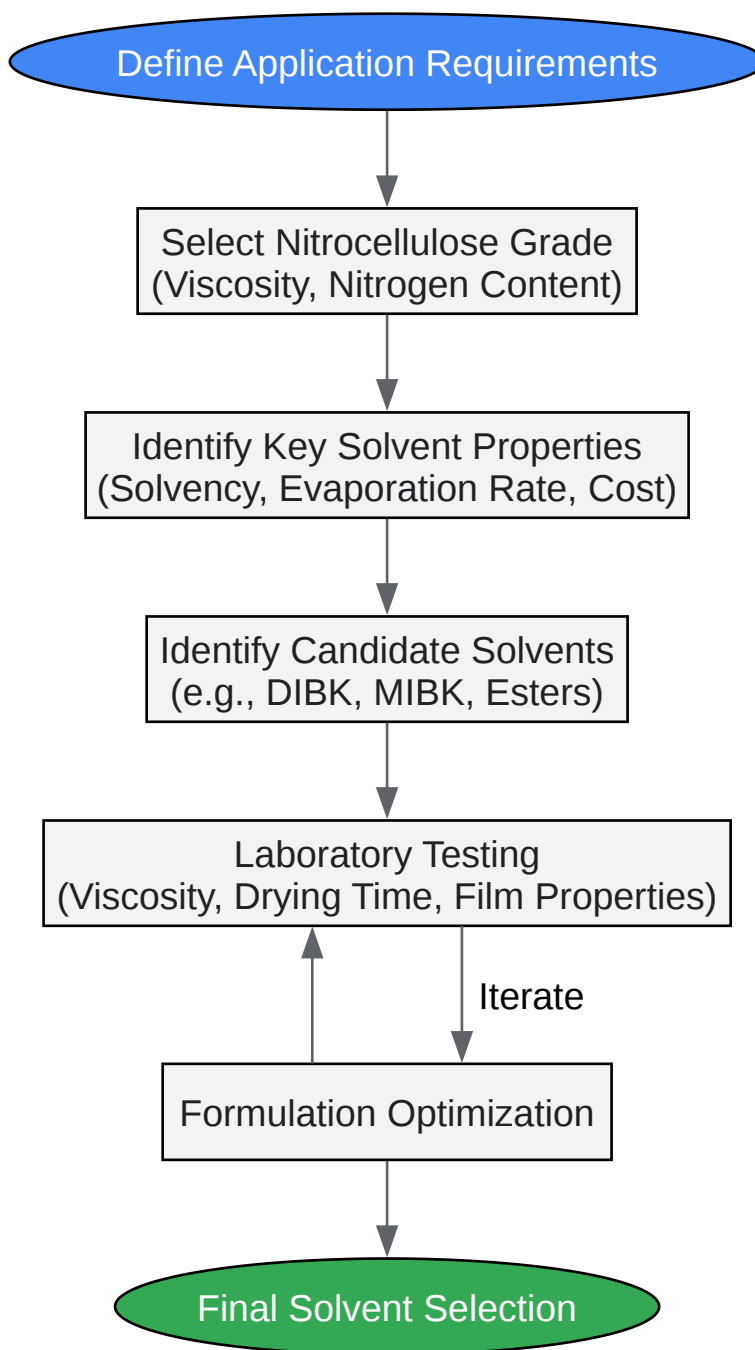 Define Application Requirements
Select Nitrocellulose Grade
(Viscosity, Nitrogen Content)
Identify Key Solvent Properties
(Solvency, Evaporation Rate, Cost)
Identify Candidate Solvents
(e.g., DIBK, MIBK, Esters)
Laboratory Testing
(Viscosity, Drying Time, Film Properties)
Iterate
Formulation Optimization
Final Solvent Selection